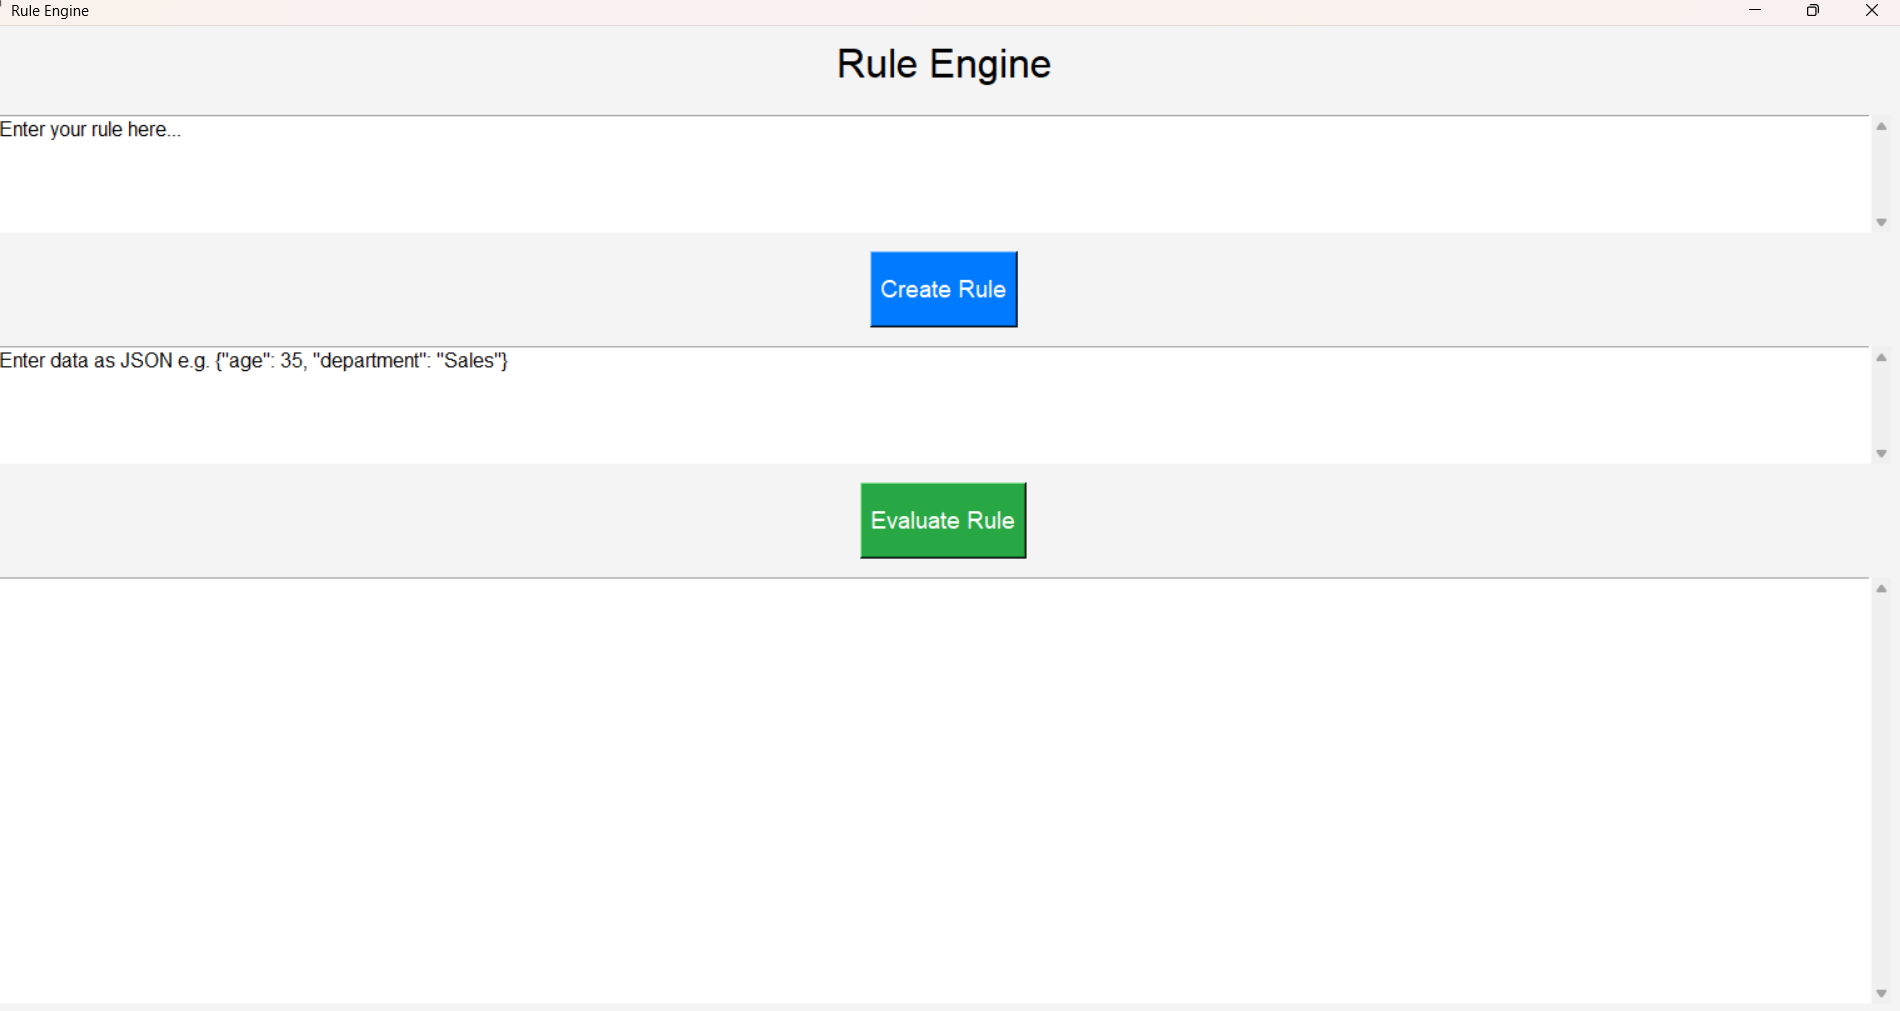 Rule Engine
Rule Engine
Enter your rule here...
Create Rule
Enter data as JSON e.g. {"age": 35, "department": "Sales"}
Evaluate Rule